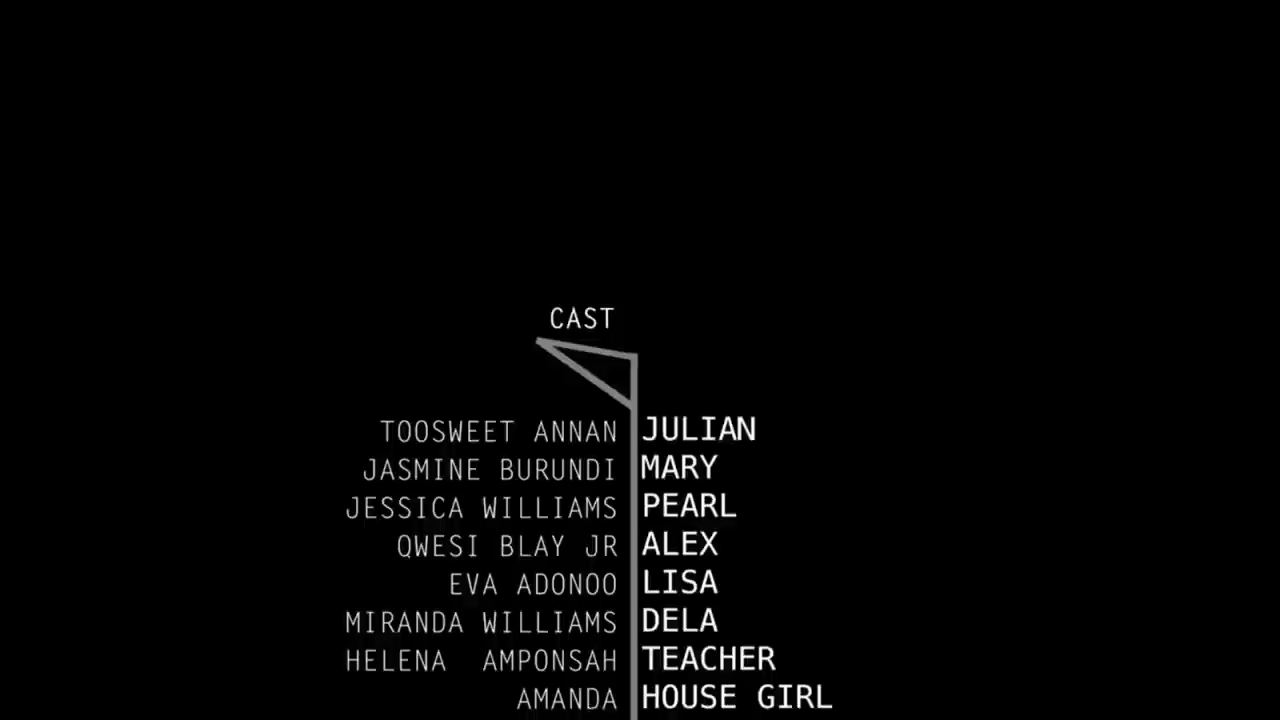 CAST
TOOSWEET ANNAN JULIAN
JASMINE BURUNDI MARY
JESSICA WILLIAMS PEARL
QWESI BLAY JR ALEX
EVA ADONOO LISA
MIRANDA WILLIAMS DELA
HELENA AMPONSAH TEACHER
AMANDA HOUSE GIRL